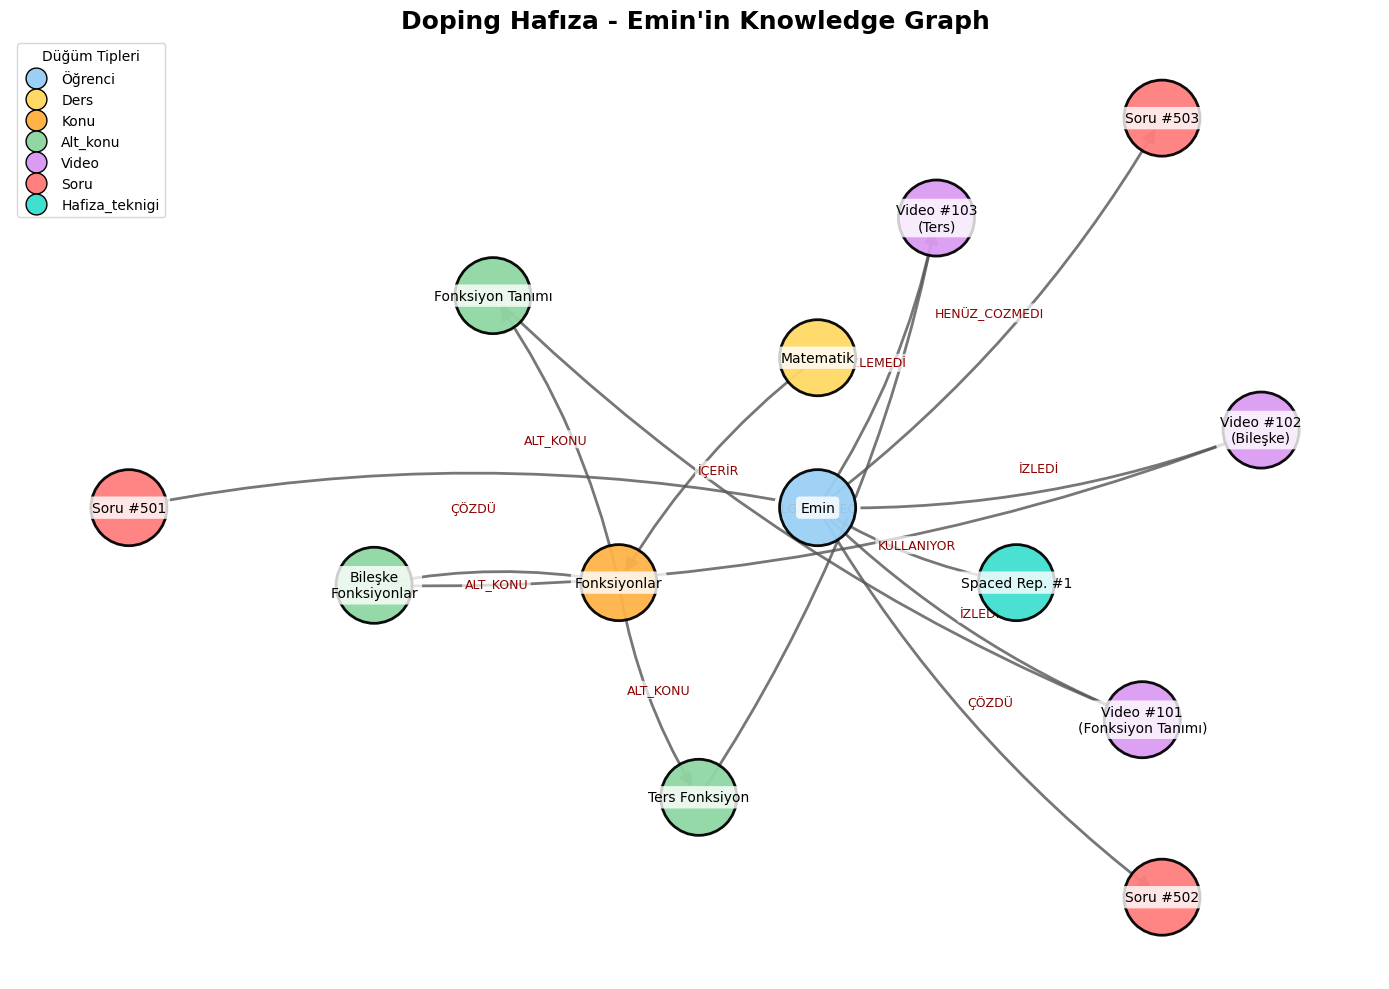 Doping Hafıza - Emin'in Knowledge Graph
Düğüm Tipleri
Öğrenci
Ders
Konu
Alt_konu
Video
Soru
Hafiza_teknigi
Soru #503
Video #103
(Ters)
Fonksiyon Tanımı
HENÜZ_COZMEDI
Matematik
Video #102
(Bileşke)
ALT_KONU
İÇERİR
İZLEDİ
Soru #501
ÇÖZDÜ
Emin
KULLANIYOR
Bileşke
Fonksiyonlar
ALT_KONU
Fonksiyonlar
Spaced Rep. #1
ALT_KONU
ÇÖZDÜ
Video #101
(Fonksiyon Tanımı)
Ters Fonksiyon
Soru #502